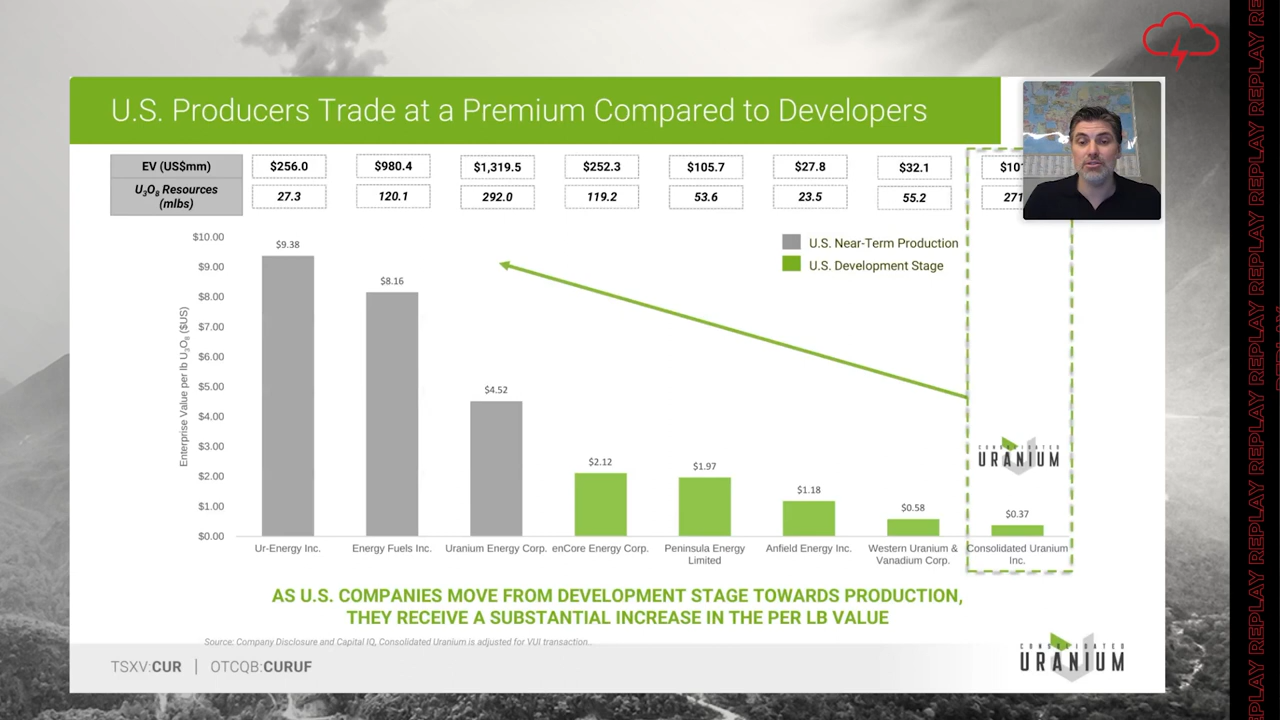 U.S. Producers Trade at a Premium Compared to Developers
EV (US$mm) $256.0 $980.4 $1,319.5 $252.3 $105.7 $27.8 $32.1
U3O8 Resources (mlbs) 27.3 120.1 292.0 119.2 53.6 23.5 55.2
U.S. Near-Term Production
U.S. Development Stage
Enterprise Value per lb U3O8 ($US)
$10.00
$9.00
$8.00
$7.00
$6.00
$5.00
$4.00
$3.00
$2.00
$1.00
$0.00
$9.38
$8.16
$4.52
$2.12
$1.97
$1.18
$0.58
$0.37
CONSOLIDATED
URANIUM
Ur-Energy Inc.
Energy Fuels Inc.
Uranium Energy Corp.
enCore Energy Corp.
Peninsula Energy
Limited
Anfield Energy Inc.
Western Uranium &
Vanadium Corp.
Consolidated Uranium
Inc.
AS U.S. COMPANIES MOVE FROM DEVELOPMENT STAGE TOWARDS PRODUCTION,
THEY RECEIVE A SUBSTANTIAL INCREASE IN THE PER LB VALUE
Source: Company Disclosure and Capital IQ, Consolidated Uranium is adjusted for VUI transaction..
TSXV:CUR | OTCQB:CURUF
CONSOLIDATED
URANIUM
REPLAY REPLAY REPLAY REPLAY REPLAY REPLAY REPLAY